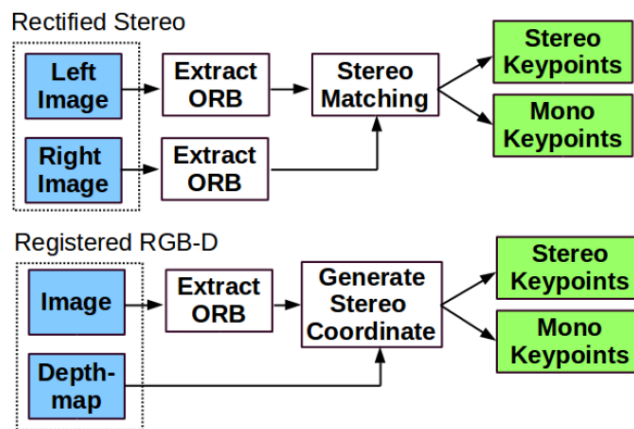 Rectified Stereo
Left
Image
Extract
ORB
Stereo
Matching
Stereo
Keypoints
Mono
Keypoints
Right
Image
Extract
ORB
Registered RGB-D
Image
Extract
ORB
Generate
Stereo
Coordinate
Stereo
Keypoints
Mono
Keypoints
Depth-
map